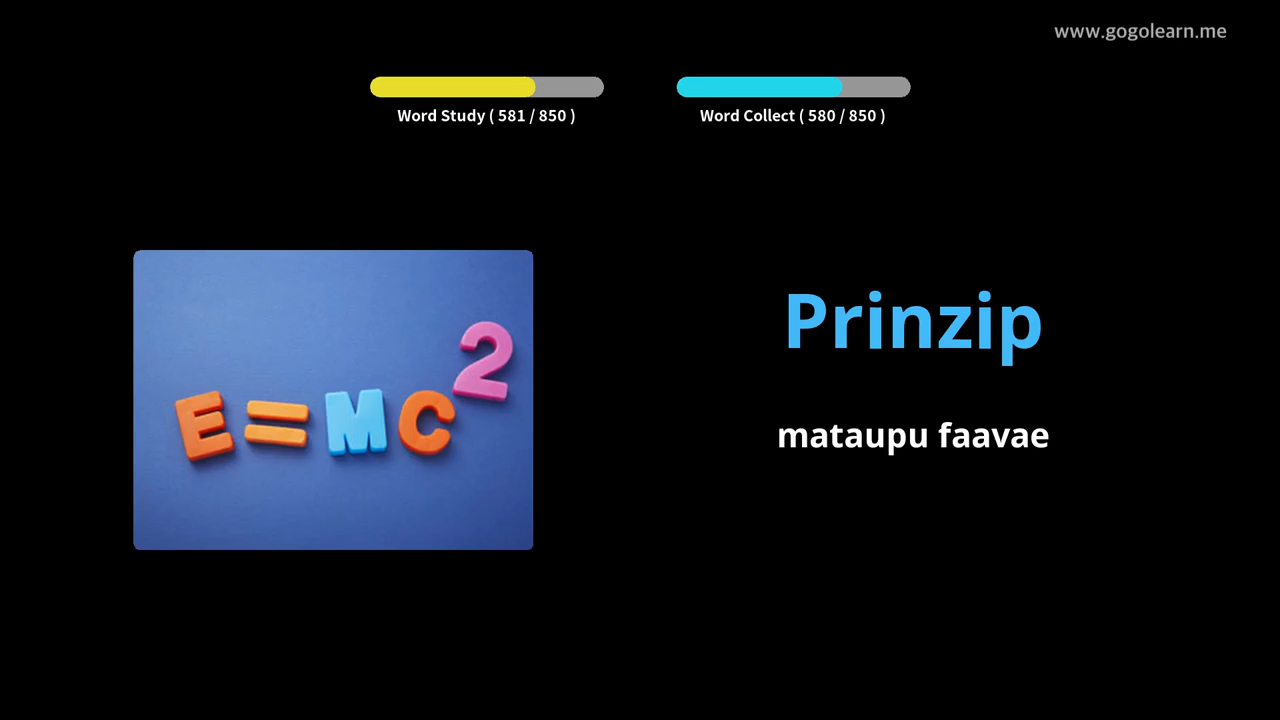 www.gogolearn.me
Word Study ( 581 / 850 )
Word Collect ( 580 / 850 )
E=MC2
Prinzip
mataupu faavae